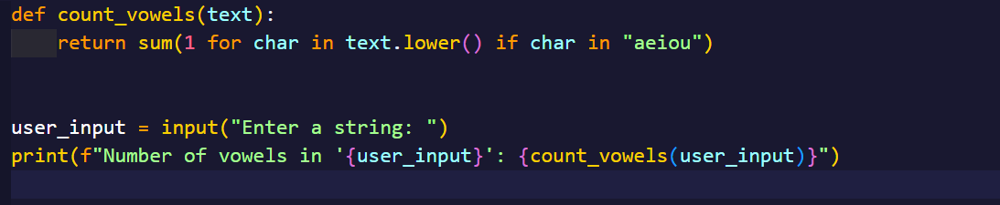 def count_vowels(text):
    return sum(1 for char in text.lower() if char in "aeiou")
user_input = input("Enter a string: ")
print(f"Number of vowels in '{user_input}': {count_vowels(user_input)}")